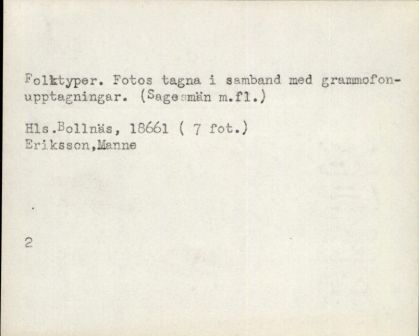 Folktyper. Fotos tagna i samband med grammofon-
upptagningar. (Sagesmän m.fl.)
Hls.Bollnäs, 18661 ( 7 fot.)
Eriksson,Manne
2